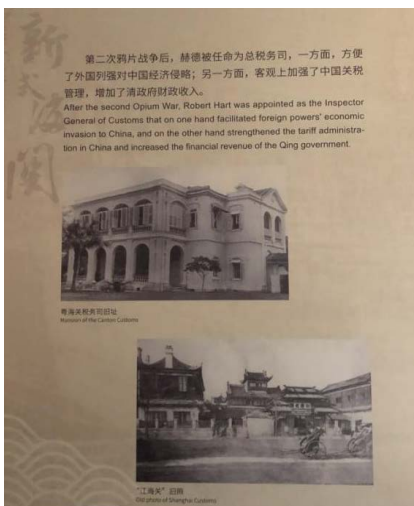 新式海关
第二次鸦片战争后，赫德被任命为总税务司，一方面，方便
了外国列强对中国经济侵略；另一方面，客观上加强了中国关税
管理，增加了清政府财政收入。
After the second Opium War, Robert Hart was appointed as the Inspector
General of Customs that on one hand facilitated foreign powers' economic
invasion to China, and on the other hand strengthened the tariff administra-
tion in China and increased the financial revenue of the Qing government.
粤海关税务司旧址
Mansion of the Canton Customs
“江海关”旧照
Old photo of Shanghai Customs